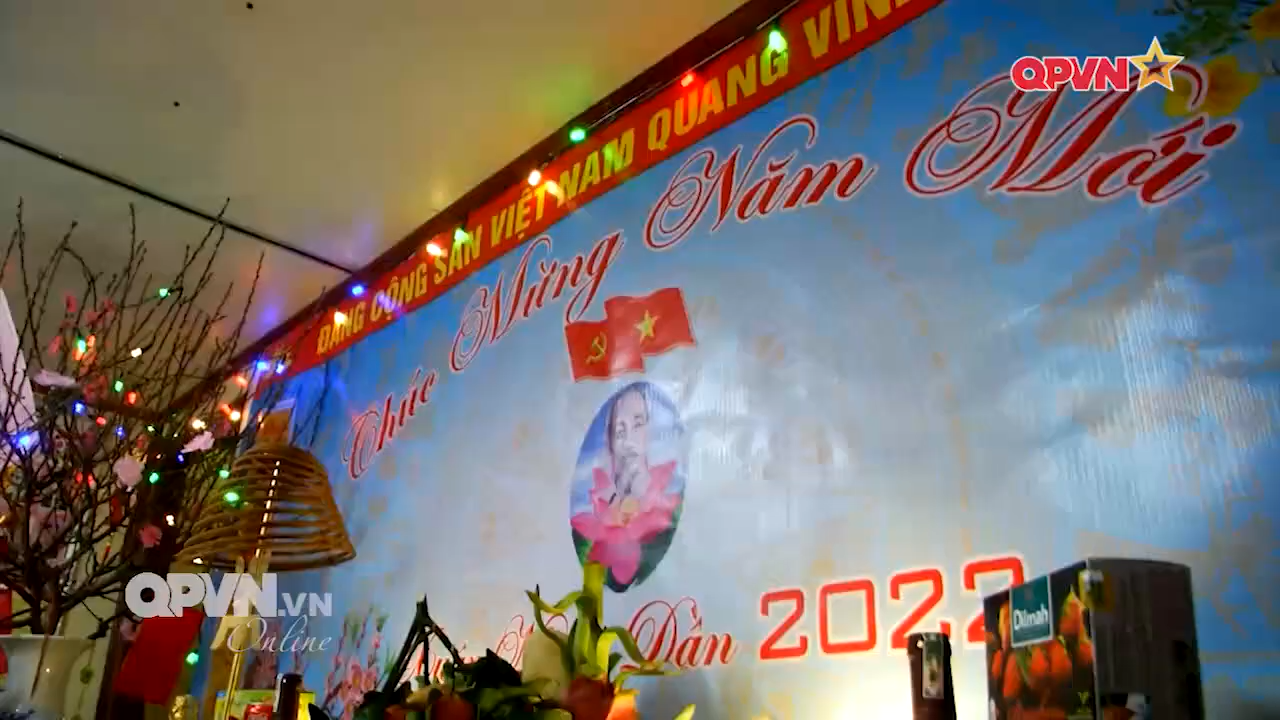 QPVN
ĐẢNG CỘNG SẢN VIỆT NAM QUANG VINH
Chúc Mừng Năm Mới
Dần 2022
Dilmah
QPVN.VN
Online